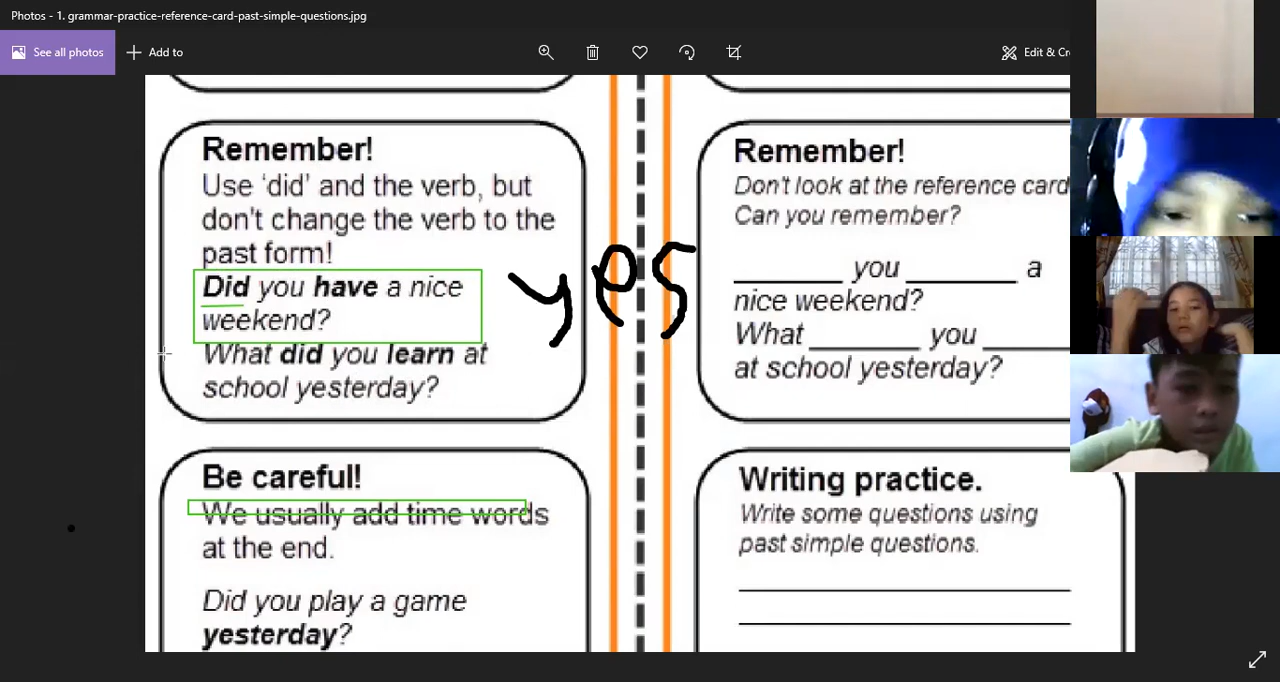 Photos - 1. grammar-practice-reference-card-past-simple-questions.jpg
See all photos
Add to
Edit & Cr
Remember!
Use 'did' and the verb, but
don't change the verb to the
past form!
Did you have a nice
weekend?
What did you learn at
school yesterday?
yes
Be careful!
We usually add time words
at the end.
Did you play a game
yesterday?
Remember!
Don't look at the reference card
Can you remember?
________ you ________ a
nice weekend?
What ________ you ______
at school yesterday?
Writing practice.
Write some questions using
past simple questions.